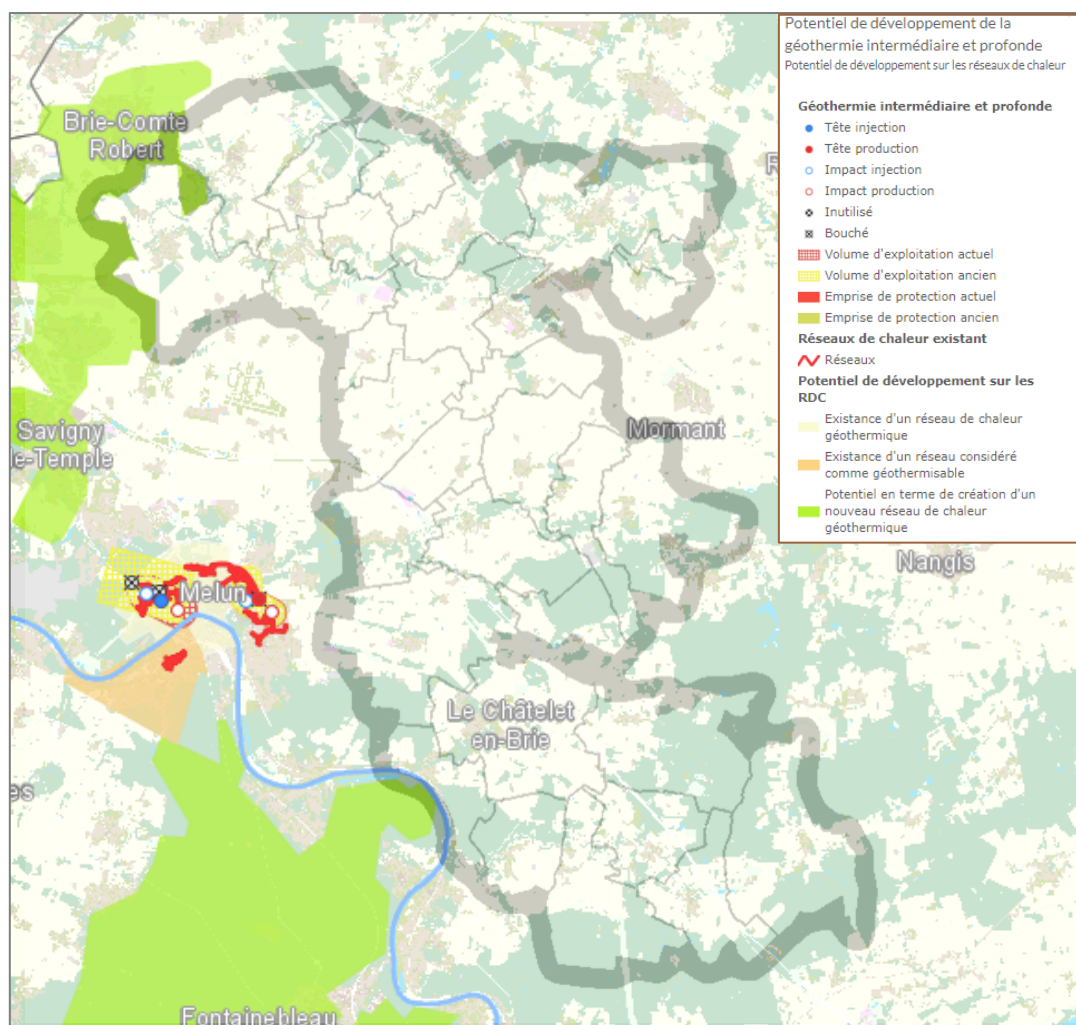 Potentiel de développement de la
géothermie intermédiaire et profonde
Potentiel de développement sur les réseaux de chaleur
Géothermie intermédiaire et profonde
Tête injection
Tête production
Impact injection
Impact production
Inutilisé
Bouché
Volume d'exploitation actuel
Volume d'exploitation ancien
Emprise de protection actuel
Emprise de protection ancien
Réseaux de chaleur existant
Réseaux
Potentiel de développement sur les
RDC
Existance d'un réseau de chaleur
géothermique
Existance d'un réseau considéré
comme géothermisable
Potentiel en terme de création d'un
nouveau réseau de chaleur
géothermique
Brie-Comte
Robert
R
Savigny
le-Temple
Mormant
Nangis
Melun
Le Châtelet
en-Brie
es
Fontainebleau